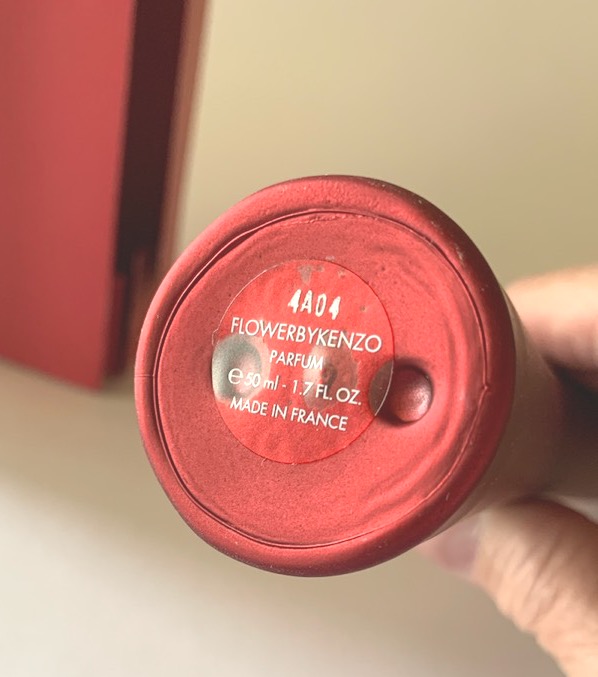 4A04
FLOWERBYKENZO
PARFUM
℮ 50 ml - 1.7 FL. OZ.
MADE IN FRANCE